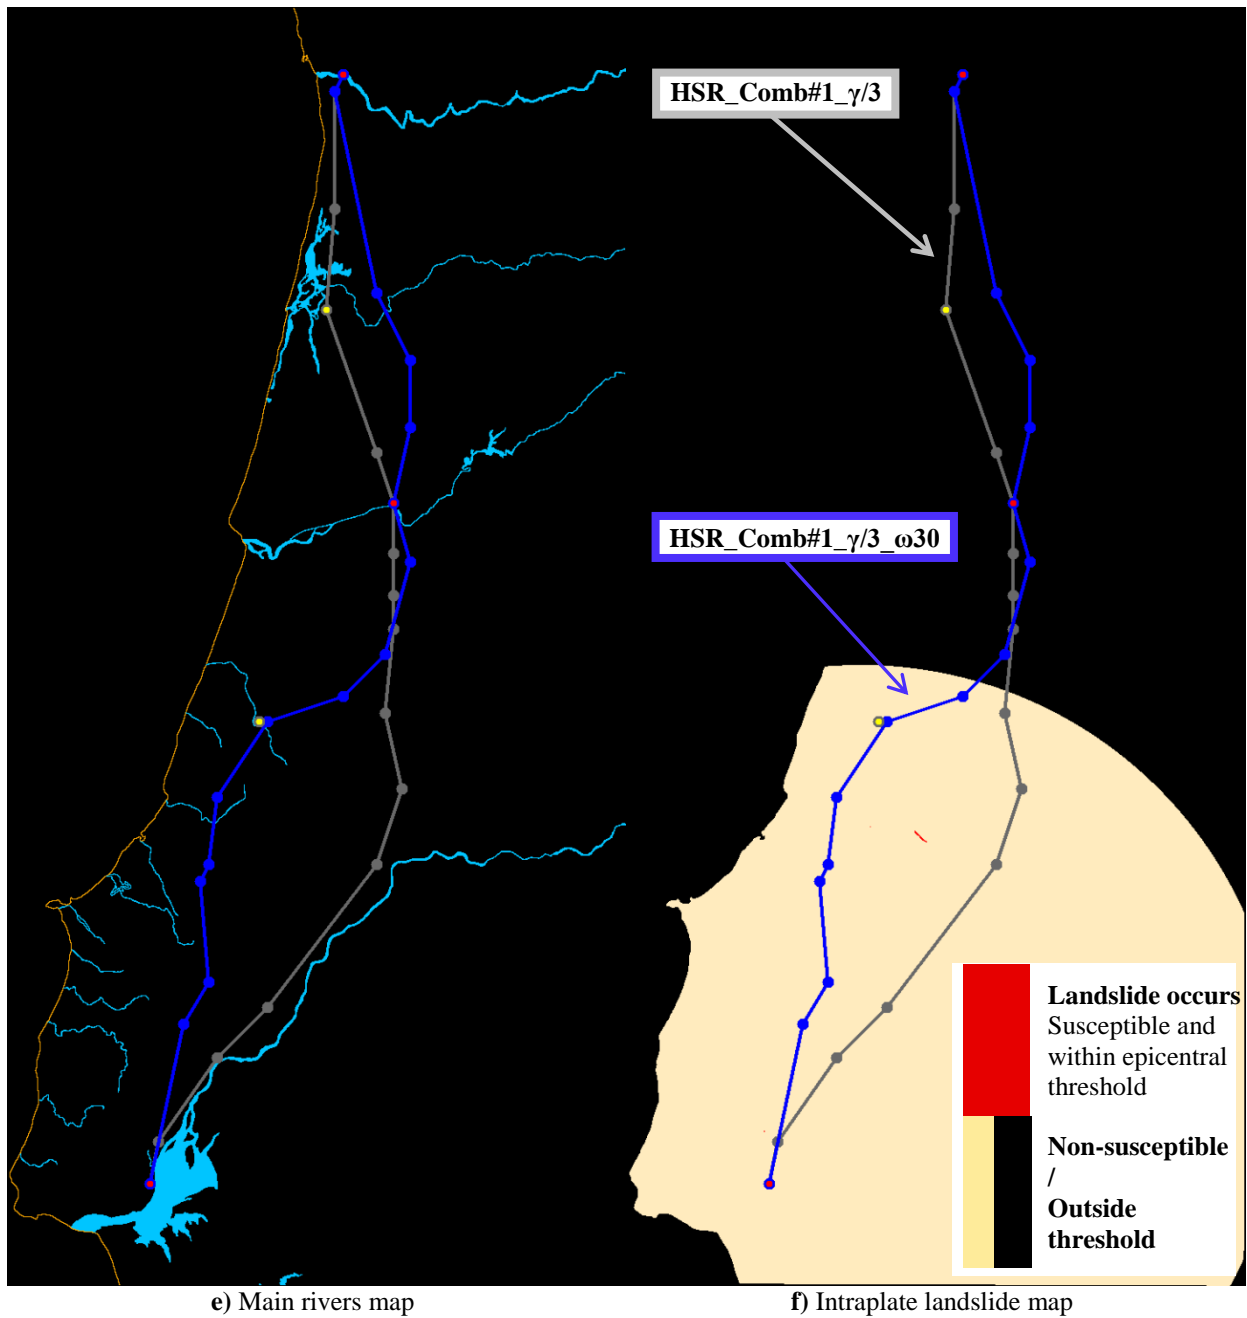 HSR_Comb#1_γ/3
HSR_Comb#1_γ/3_ω30
Landslide occurs
Susceptible and
within epicentral
threshold
Non-susceptible
/
Outside
threshold
e) Main rivers map
f) Intraplate landslide map